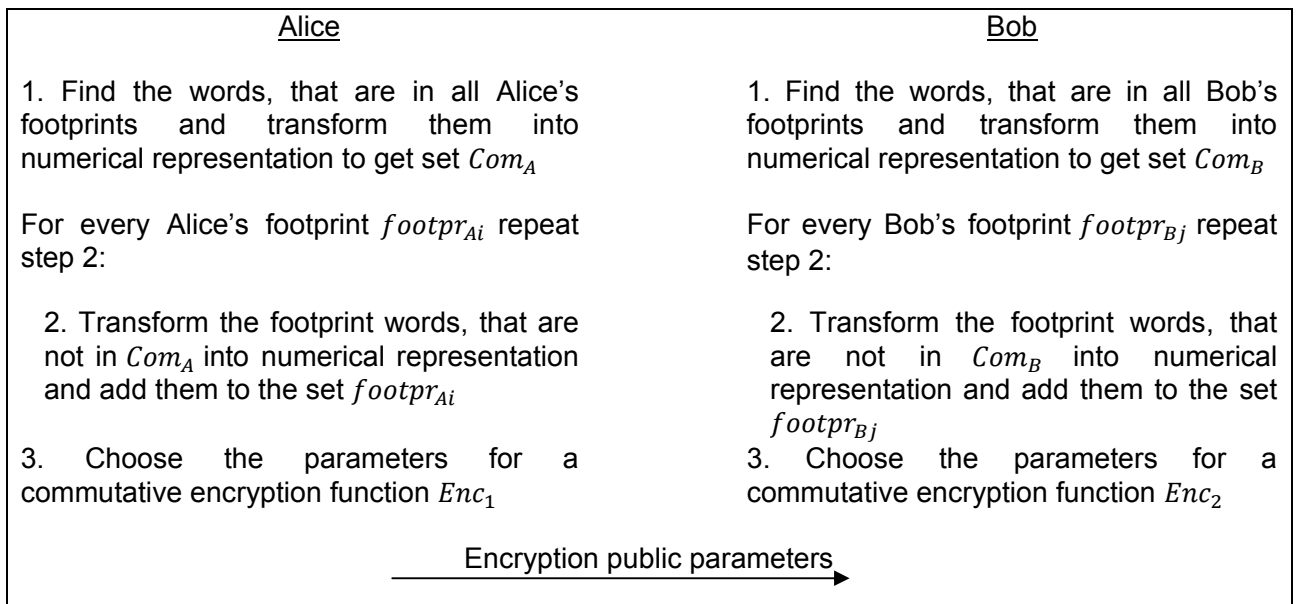 Alice
1. Find the words, that are in all Alice’s
footprints and transform them into
numerical representation to get set Com_A
For every Alice’s footprint footpr_Ai repeat
step 2:
2. Transform the footprint words, that are
not in Com_A into numerical representation
and add them to the set footpr_Ai
3. Choose the parameters for a
commutative encryption function Enc_1
Bob
1. Find the words, that are in all Bob’s
footprints and transform them into
numerical representation to get set Com_B
For every Bob’s footprint footpr_Bj repeat
step 2:
2. Transform the footprint words, that
are not in Com_B into numerical
representation and add them to the set
footpr_Bj
3. Choose the parameters for a
commutative encryption function Enc_2
Encryption public parameters